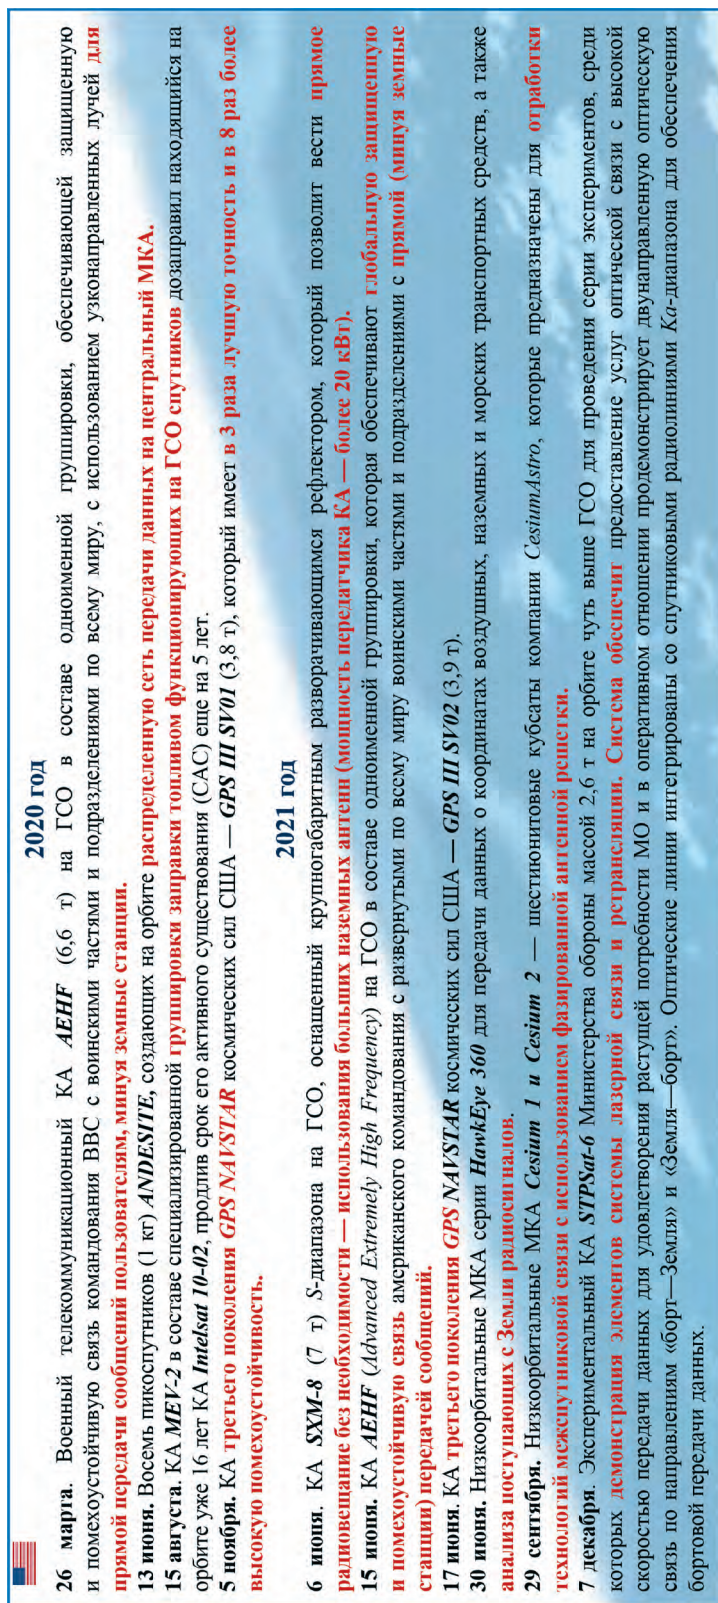 2020 год
26 марта. Военный телекоммуникационный КА AEHF (6,6 т) на ГСО в составе одноименной группировки, обеспечивающей защищенную
и помехоустойчивую связь командования ВВС с воинскими частями и подразделениями по всему миру, с использованием узконаправленных лучей для
прямой передачи сообщений пользователям, минуя земные станции.
13 июня. Восемь пикоспутников (1 кг) ANDESITE, создающих на орбите распределенную сеть передачи данных на центральный МКА.
15 августа. КА MEV-2 в составе специализированной группировки заправки топливом функционирующих на ГСО спутников дозаправил находящийся на
орбите уже 16 лет КА Intelsat 10-02, продлив срок его активного существования (САС) еще на 5 лет.
5 ноября. КА третьего поколения GPS NAVSTAR космических сил США — GPS III SV01 (3,8 т), который имеет в 3 раза лучшую точность и в 8 раз более
высокую помехоустойчивость.
2021 год
6 июня. КА SXM-8 (7 т) S-диапазона на ГСО, оснащенный крупногабаритным разворачивающимся рефлектором, который позволит вести прямое
радиовещание без необходимости — использования больших наземных антенн (мощность передатчика КА — более 20 кВт).
15 июня. КА AEHF (Advanced Extremely High Frequency) на ГСО в составе одноименной группировки, которая обеспечивают глобальную защищенную
и помехоустойчивую связь американского командования с развернутыми по всему миру воинскими частями и подразделениями с прямой (минуя земные
станции) передачей сообщений.
17 июня. КА третьего поколения GPS NAVSTAR космических сил США — GPS III SV02 (3,9 т).
30 июня. Низкоорбитальные МКА серии HawkEye 360 для передачи данных о координатах воздушных, наземных и морских транспортных средств, а также
анализа поступающих с Земли радиосигналов.
29 сентября. Низкоорбитальные МКА Cesium 1 и Cesium 2 — шестиюнитовые кубсаты компании CesiumAstro, которые предназначены для отработки
технологий межспутниковой связи с использованием фазированной антенной решетки.
7 декабря. Экспериментальный КА STPSat-6 Министерства обороны массой 2,6 т на орбите чуть выше ГСО для проведения серии экспериментов, среди
которых демонстрация элементов системы лазерной связи и ретрансляции. Система обеспечит предоставление услуг оптической связи с высокой
скоростью передачи данных для удовлетворения растущей потребности МО и в оперативном отношении продемонстрирует двунаправленную оптическую
связь по направлениям «борт—Земля» и «Земля—борт». Оптические линии интегрированы со спутниковыми радиолиниями Ka-диапазона для обеспечения
бортовой передачи данных.